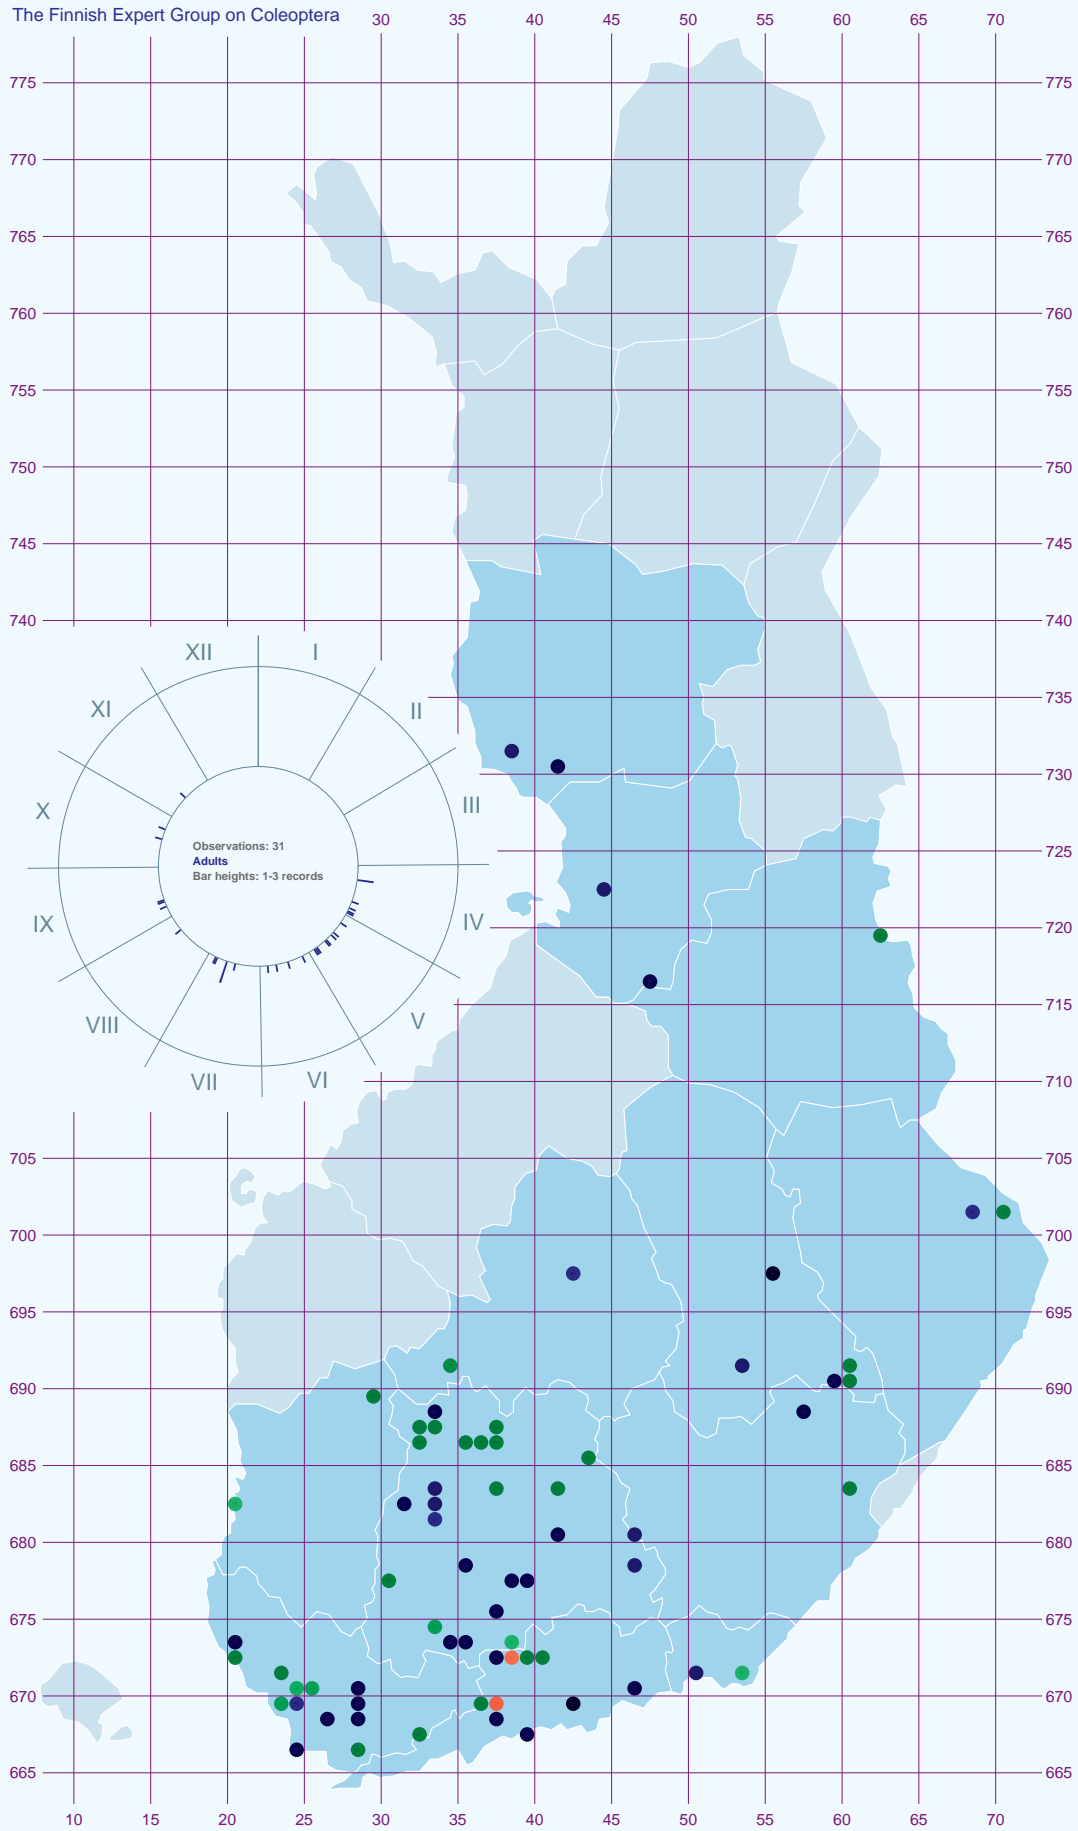 The Finnish Expert Group on Coleoptera
30 35 40 45 50 55 60 65 70
775 775
770 770
765 765
760 760
755 755
750 750
745 745
740 740
735
730
725
720
715
710
705 705
700 700
695 695
690 690
685 685
680 680
675 675
670 670
665 665
XII I
XI II
X III
IX IV
VIII V
VII VI
Observations: 31
Adults
Bar heights: 1-3 records
10 15 20 25 30 35 40 45 50 55 60 65 70